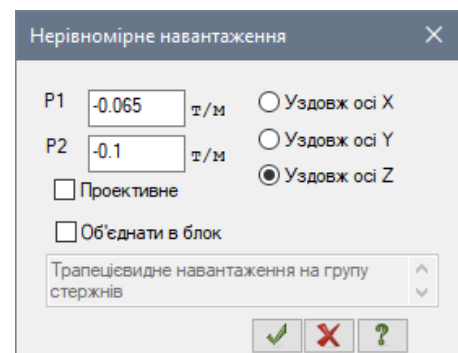 Нерівномірне навантаження
P1 -0.065 т/м Уздовж осі X
Уздовж осі Y
P2 -0.1 т/м
Уздовж осі Z
Проективне
Об'єднати в блок
Трапецієвидне навантаження на групу
стержнів